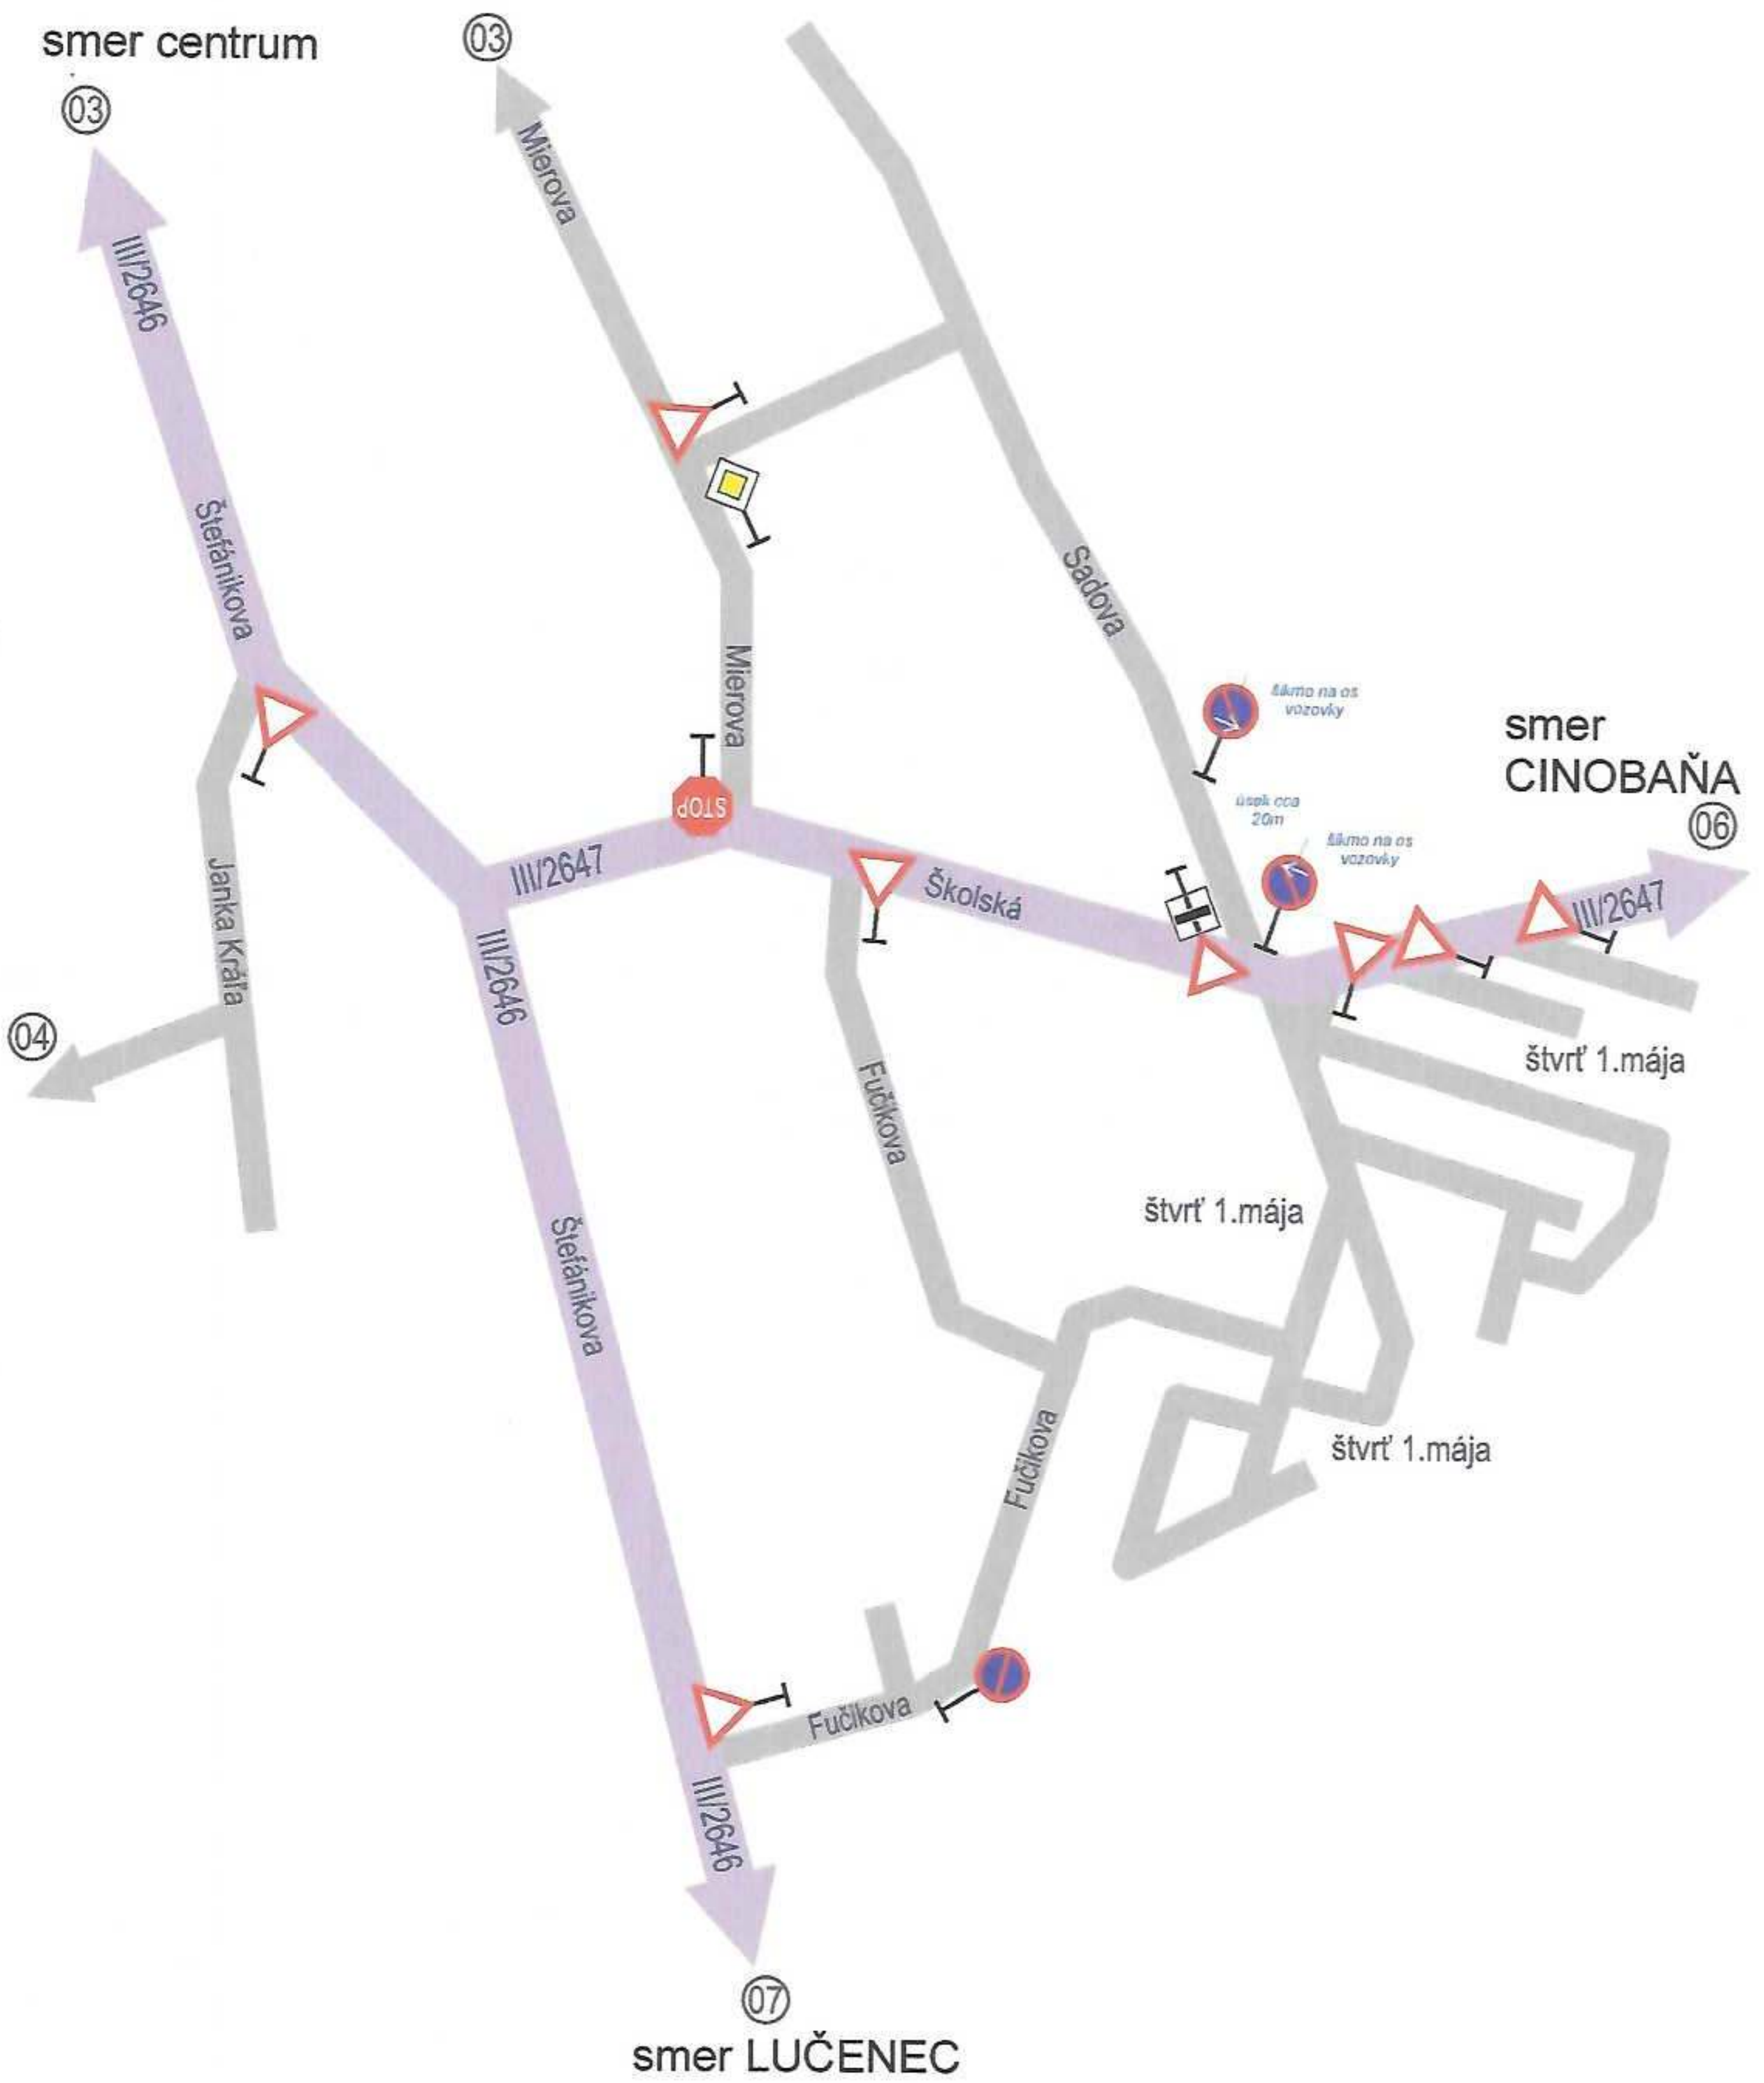 smer centrum
03
03
Mierova
III/2646
Štefánikova
Sadova
Mierova
šikmo na os
vozovky
smer
CINOBAŇA
06
úsek cca
20m
šikmo na os
vozovky
STOP
III/2647
Školská
III/2647
Janka Kráľa
III/2646
04
štvrť 1.mája
Fučíkova
štvrť 1.mája
Štefánikova
Fučíkova
štvrť 1.mája
Fučíkova
III/2646
07
smer LUČENEC